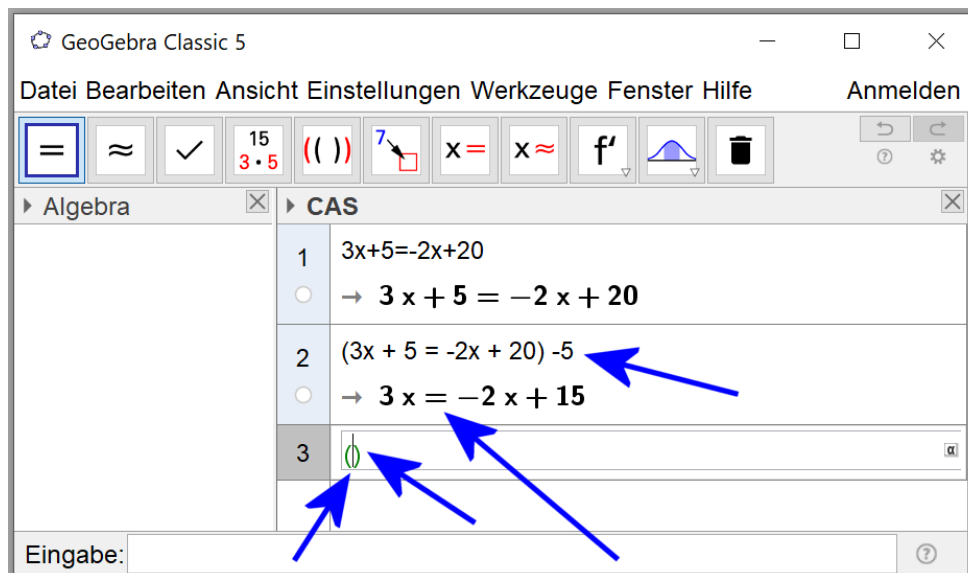 GeoGebra Classic 5
Datei Bearbeiten Ansicht Einstellungen Werkzeuge Fenster Hilfe Anmelden
= ≈ ✓ 15 (( )) 7 x= x≈ f′
3·5
Algebra CAS
1 3x+5=-2x+20
→ 3 x + 5 = −2 x + 20
2 (3x + 5 = -2x + 20) -5
→ 3 x = −2 x + 15
3 () α
Eingabe: